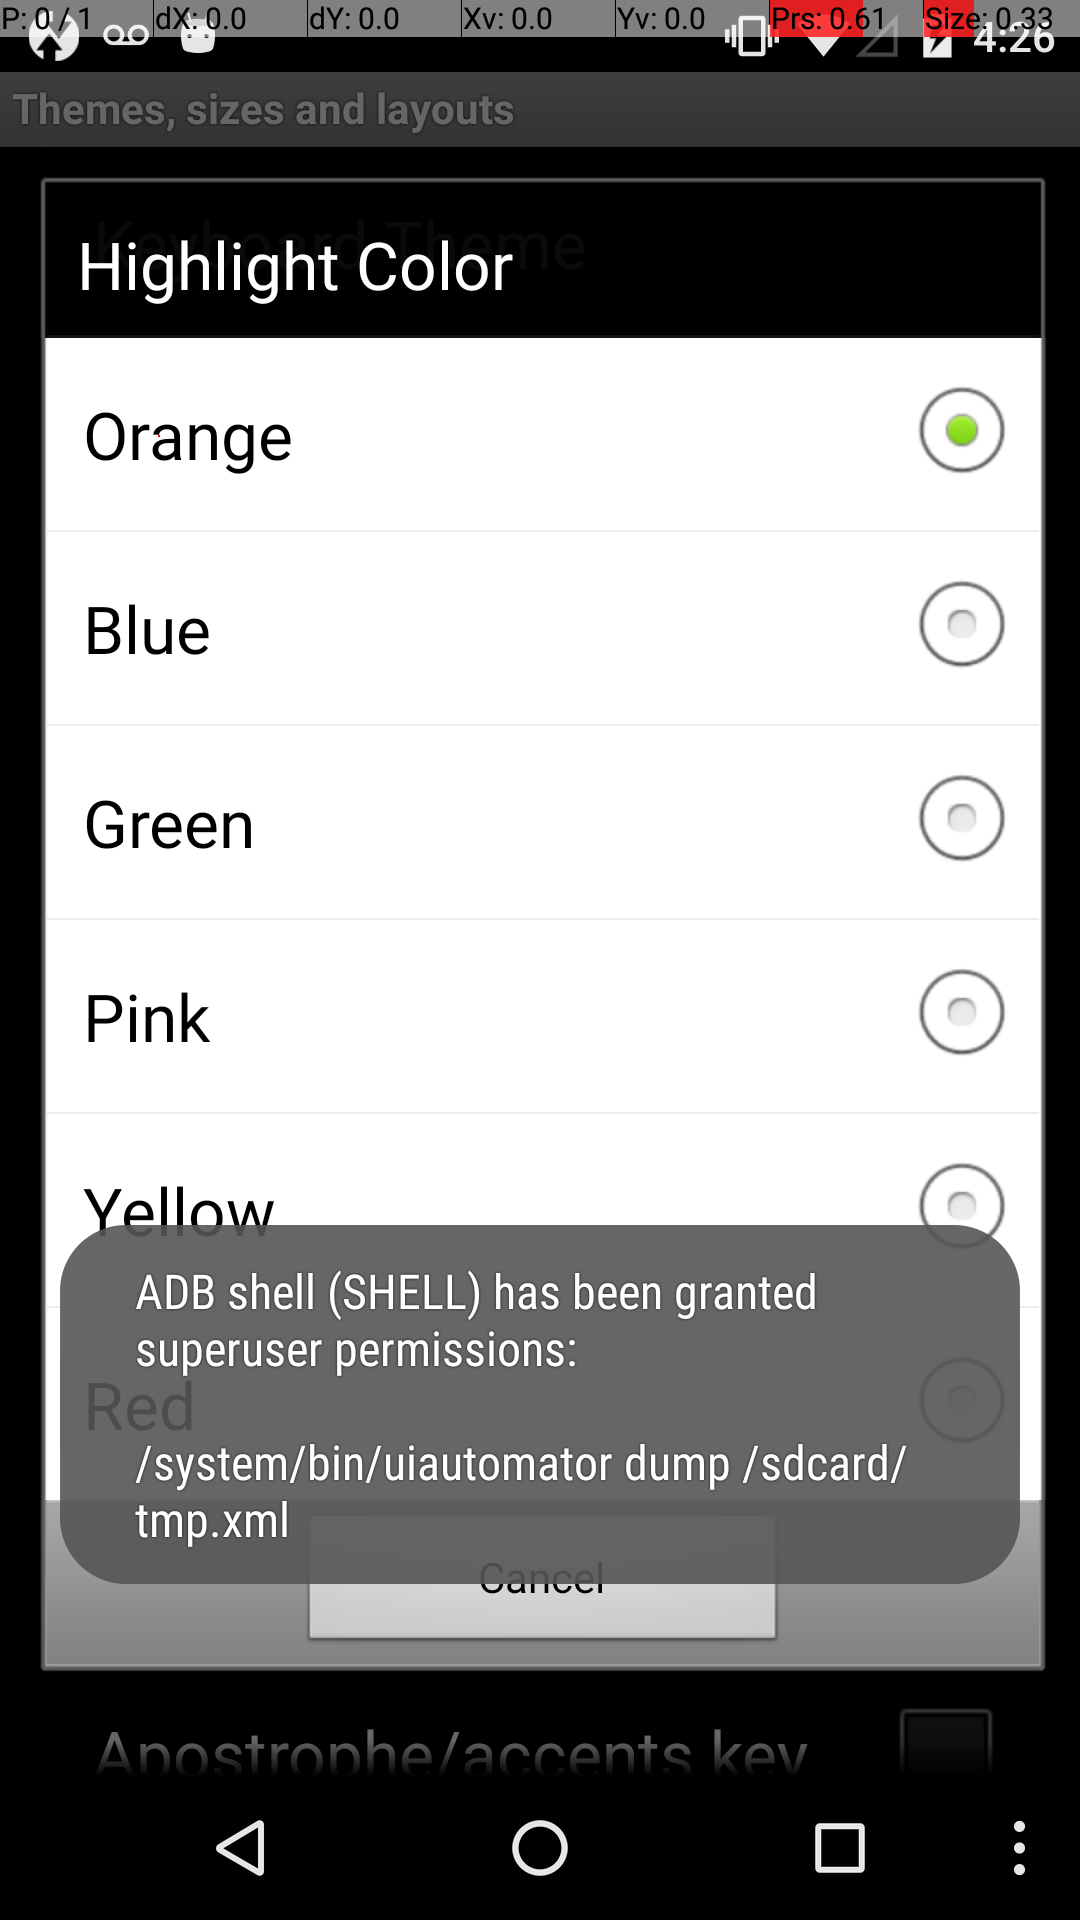 P: 0 / 1 dX: 0.0 dY: 0.0 Xv: 0.0 Yv: 0.0 Prs: 0.61 Size: 0.33
4:26
Themes, sizes and layouts
Keyboard Theme
Highlight Color
Orange
Blue
Green
Pink
Yellow
ADB shell (SHELL) has been granted
superuser permissions:
Red
/system/bin/uiautomator dump /sdcard/
tmp.xml
Cancel
Apostrophe/accents key